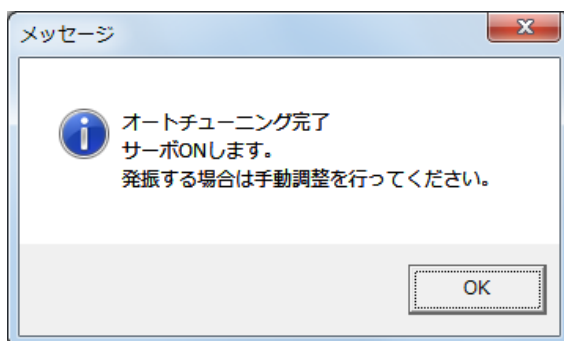 メッセージ
オートチューニング完了
サーボONします。
発振する場合は手動調整を行ってください。
OK